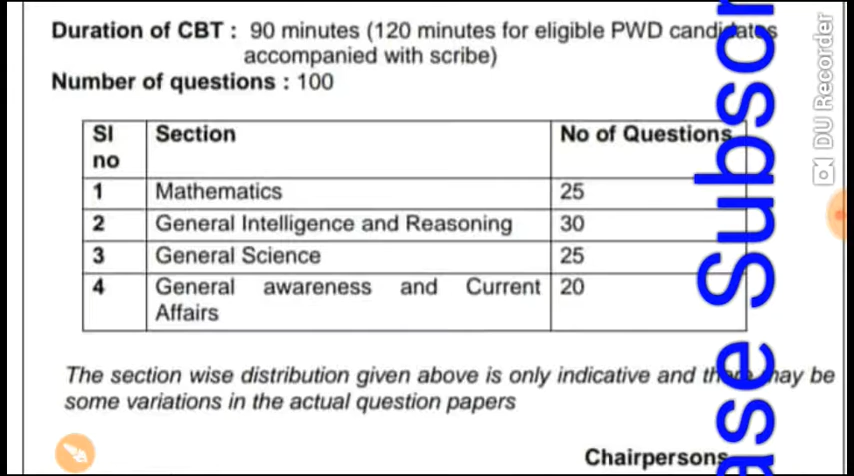 Duration of CBT : 90 minutes (120 minutes for eligible PWD candidates
accompanied with scribe)
Number of questions : 100
Sl no Section No of Questions
1 Mathematics 25
2 General Intelligence and Reasoning 30
3 General Science 25
4 General awareness and Current Affairs 20
The section wise distribution given above is only indicative and there may be
some variations in the actual question papers
Chairpersons
ase Subscr
DU Recorder